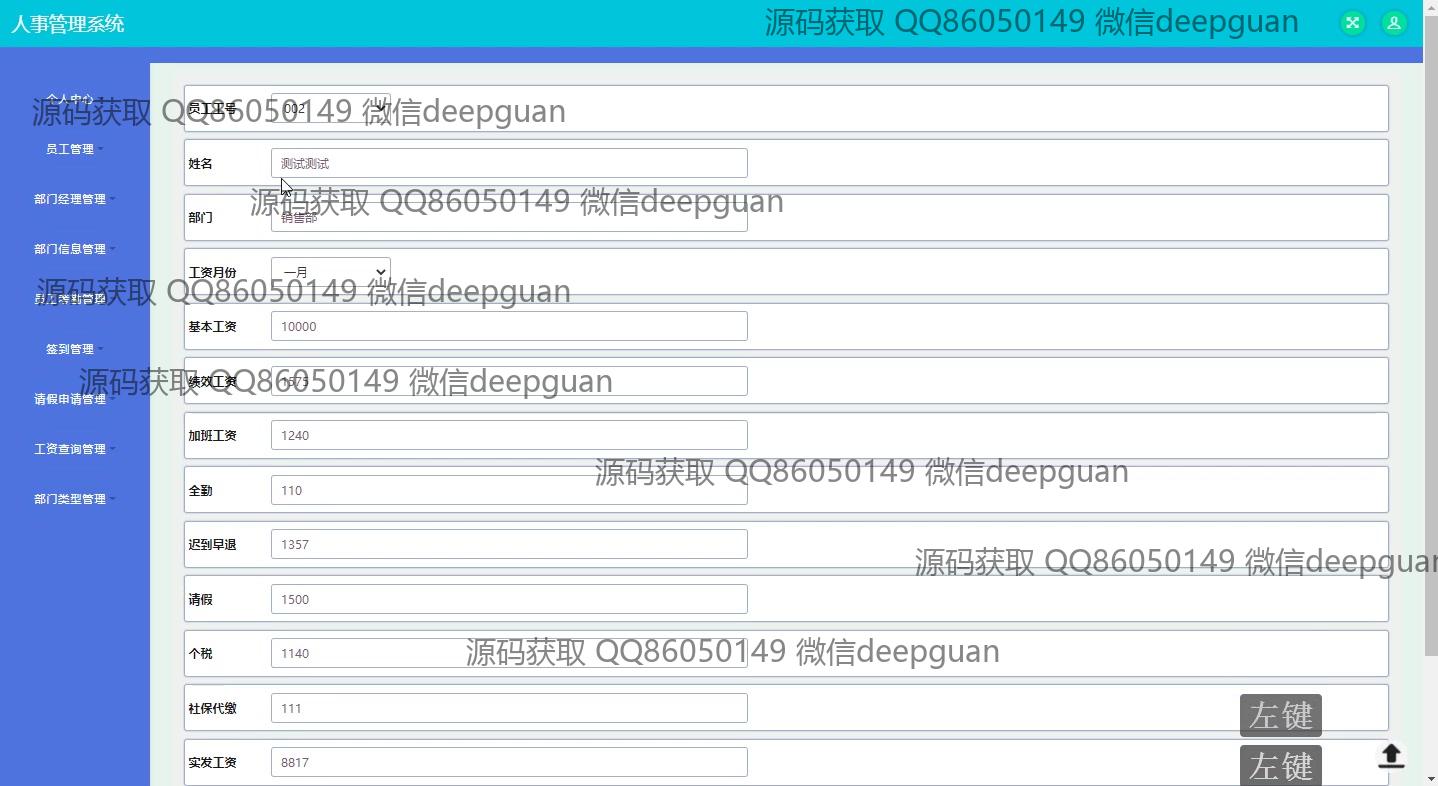 人事管理系统
源码获取 QQ86050149 微信deepguan
个人中心
员工工号
002
源码获取 QQ86050149 微信deepguan
员工管理
姓名
测试测试
部门经理管理
源码获取 QQ86050149 微信deepguan
部门
销售部
部门信息管理
工资月份
一月
源码获取 QQ86050149 微信deepguan
基本工资
10000
签到管理
绩效工资
1575
源码获取 QQ86050149 微信deepguan
请假申请管理
加班工资
1240
工资查询管理
源码获取 QQ86050149 微信deepguan
全勤
110
部门类型管理
迟到早退
1357
源码获取 QQ86050149 微信deepguan
请假
1500
个税
1140
源码获取 QQ86050149 微信deepguan
社保代缴
111
左键
实发工资
8817
左键